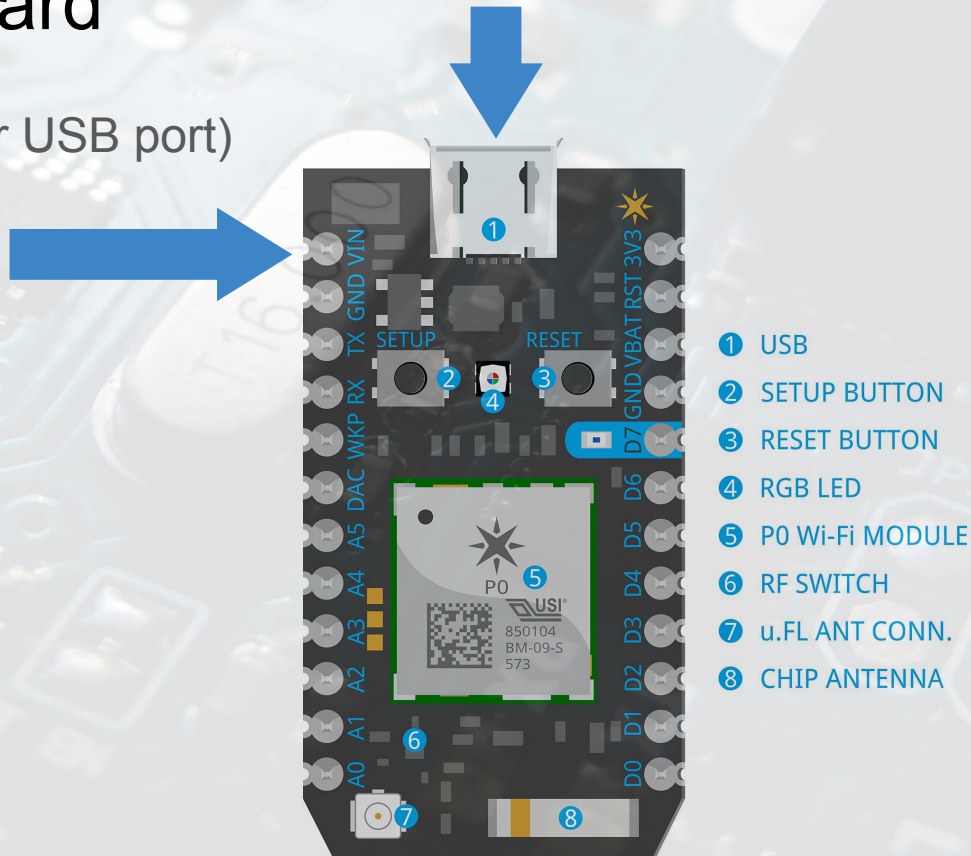 ard
r USB port)
VIN
GND
TX
RX
WKP
DAC
A5
A4
A3
A2
A1
A0
3V3
RST
VBAT
GND
D7
D6
D5
D4
D3
D2
D1
D0
SETUP
RESET
1
2
3
4
P0
5
USI®
850104
BM-09-S
573
6
7
8
1 USB
2 SETUP BUTTON
3 RESET BUTTON
4 RGB LED
5 P0 Wi-Fi MODULE
6 RF SWITCH
7 u.FL ANT CONN.
8 CHIP ANTENNA